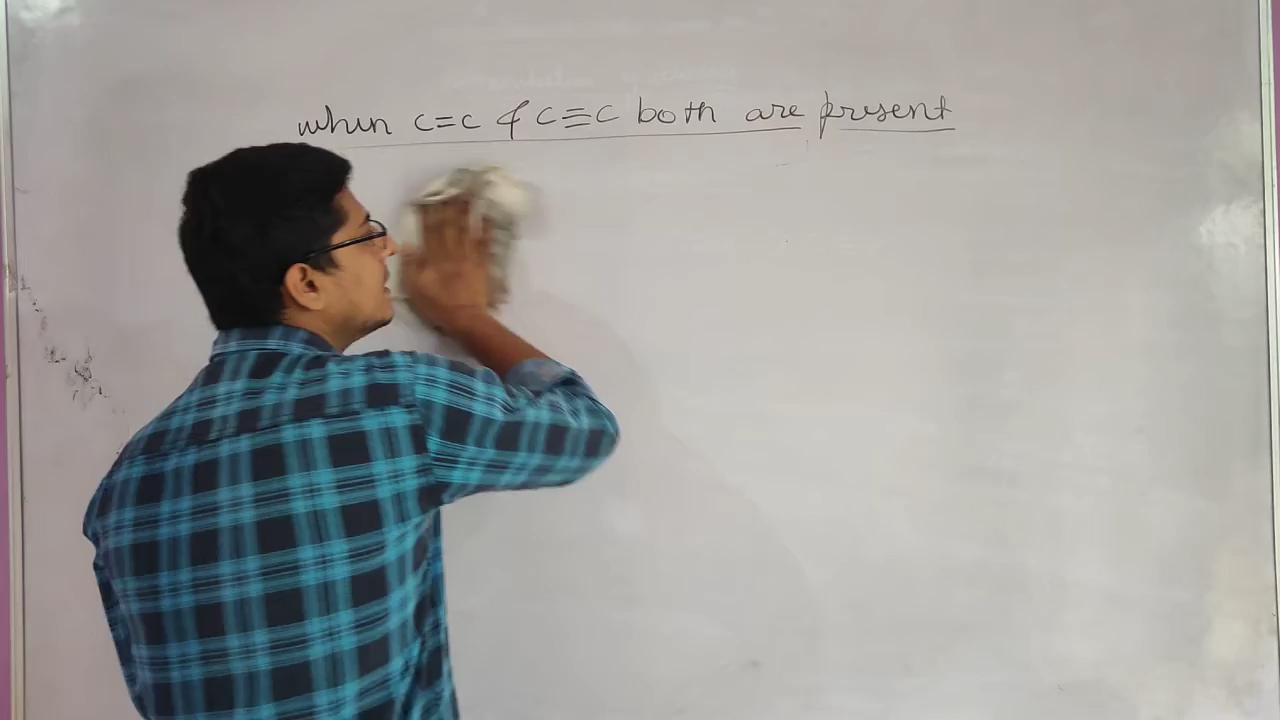 when C=C & C≡C both are present